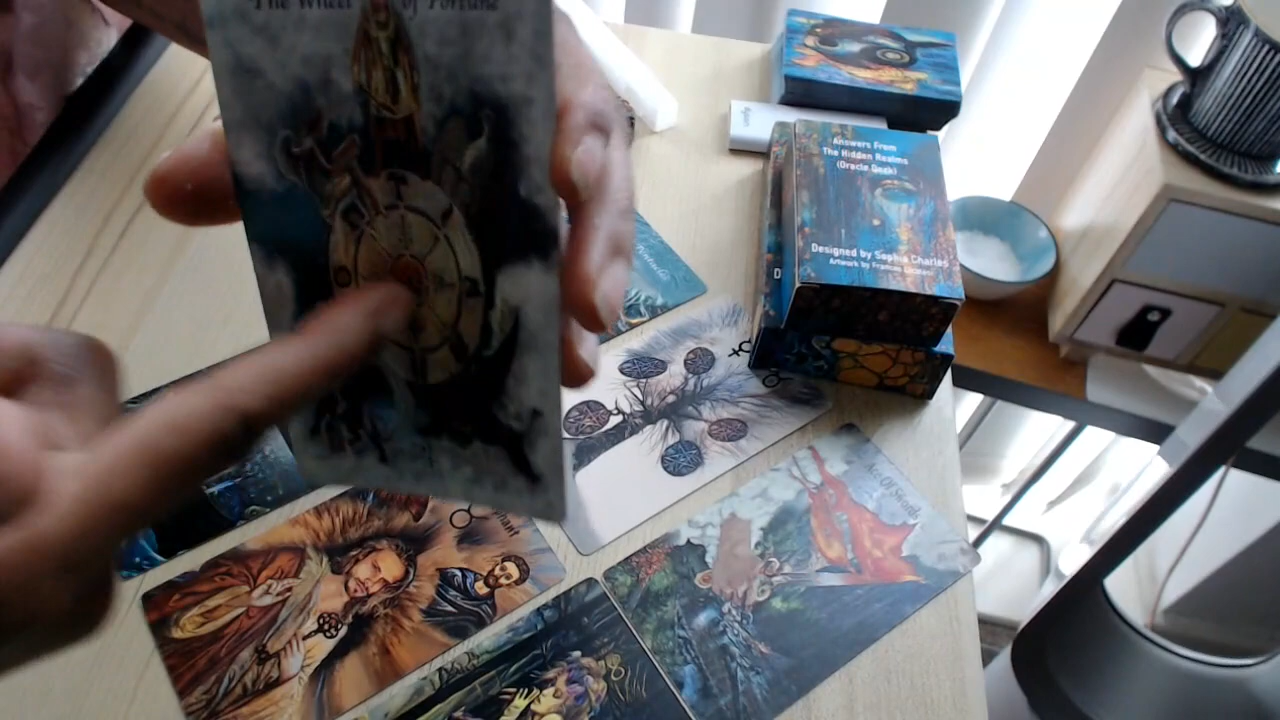 The Wheel of Fortune
Answers From
The Hidden Realms
(Oracle Deck)
Designed by Sophia Charles
Artwork by Frances
Pentacles
Ace Of Swords